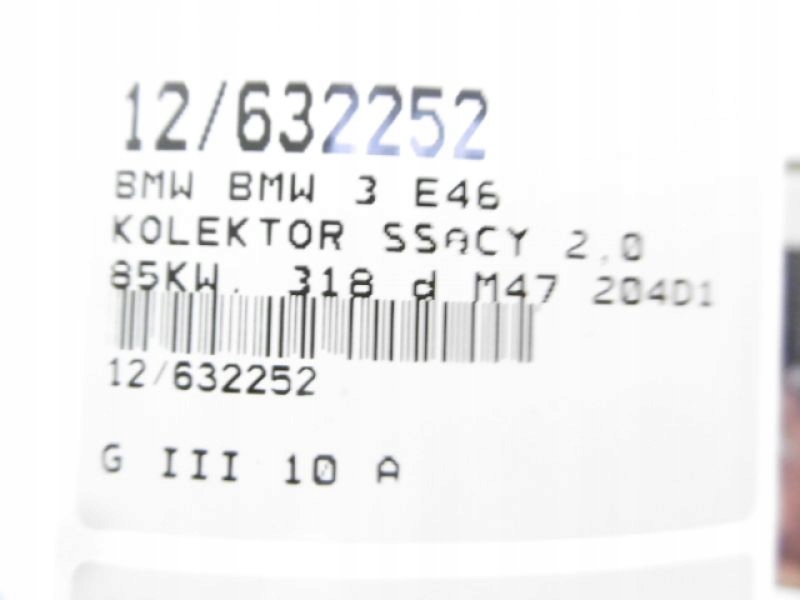 12/632252
BMW BMW 3 E46
KOLEKTOR SSACY 2,0
85KW. 318 d M47 204D1
12/632252
G III 10 A